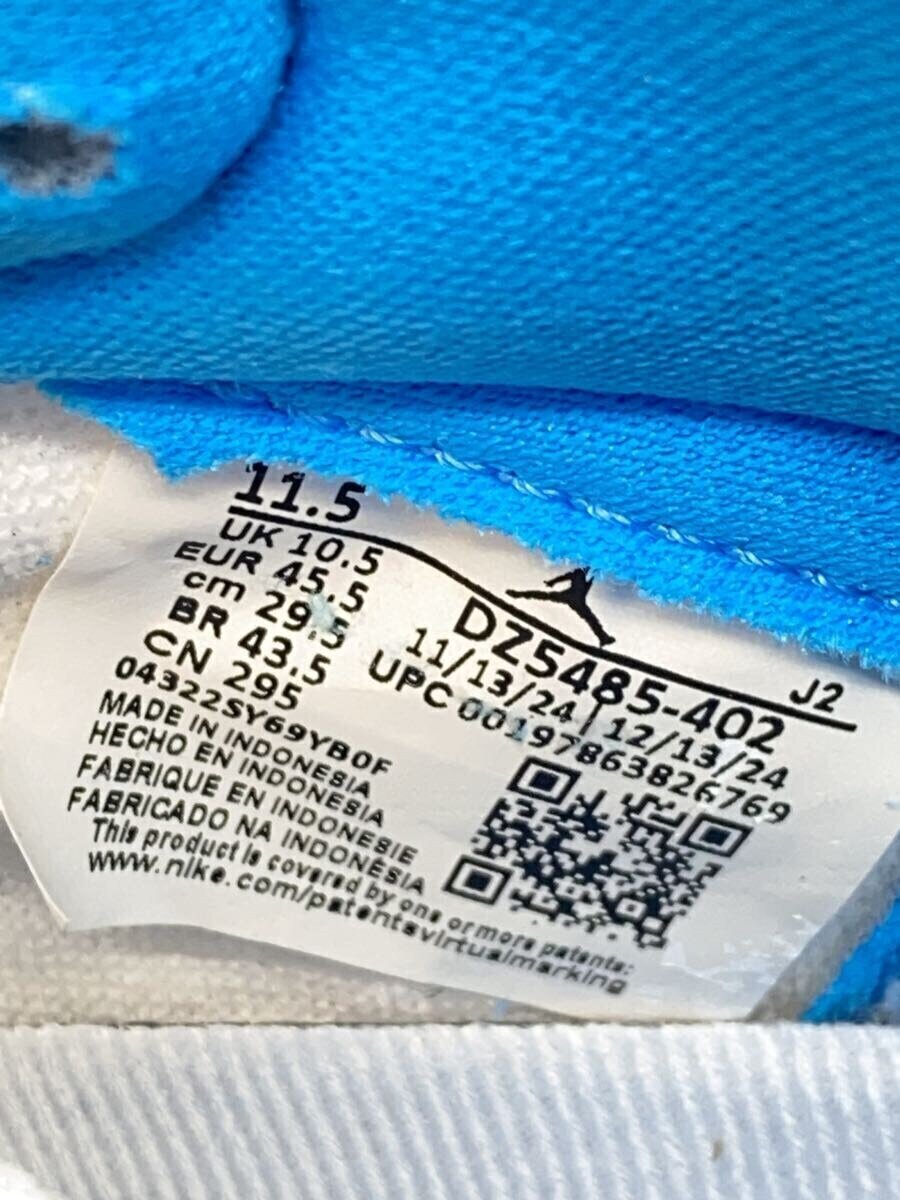 11.5
UK 10.5
EUR 45.5
cm 29.5
BR 43.5
CN 295
04322SY69YB0F
MADE IN INDONESIA
HECHO EN INDONESIA
FABRIQUE EN INDONESIE
FABRICADO NA INDONÉSIA
This product is covered by one or more patents:
www.nike.com/patentsvirtualmarking
J2
DZ5485-402
11/13/24 | 12/13/24
UPC 00197863826769